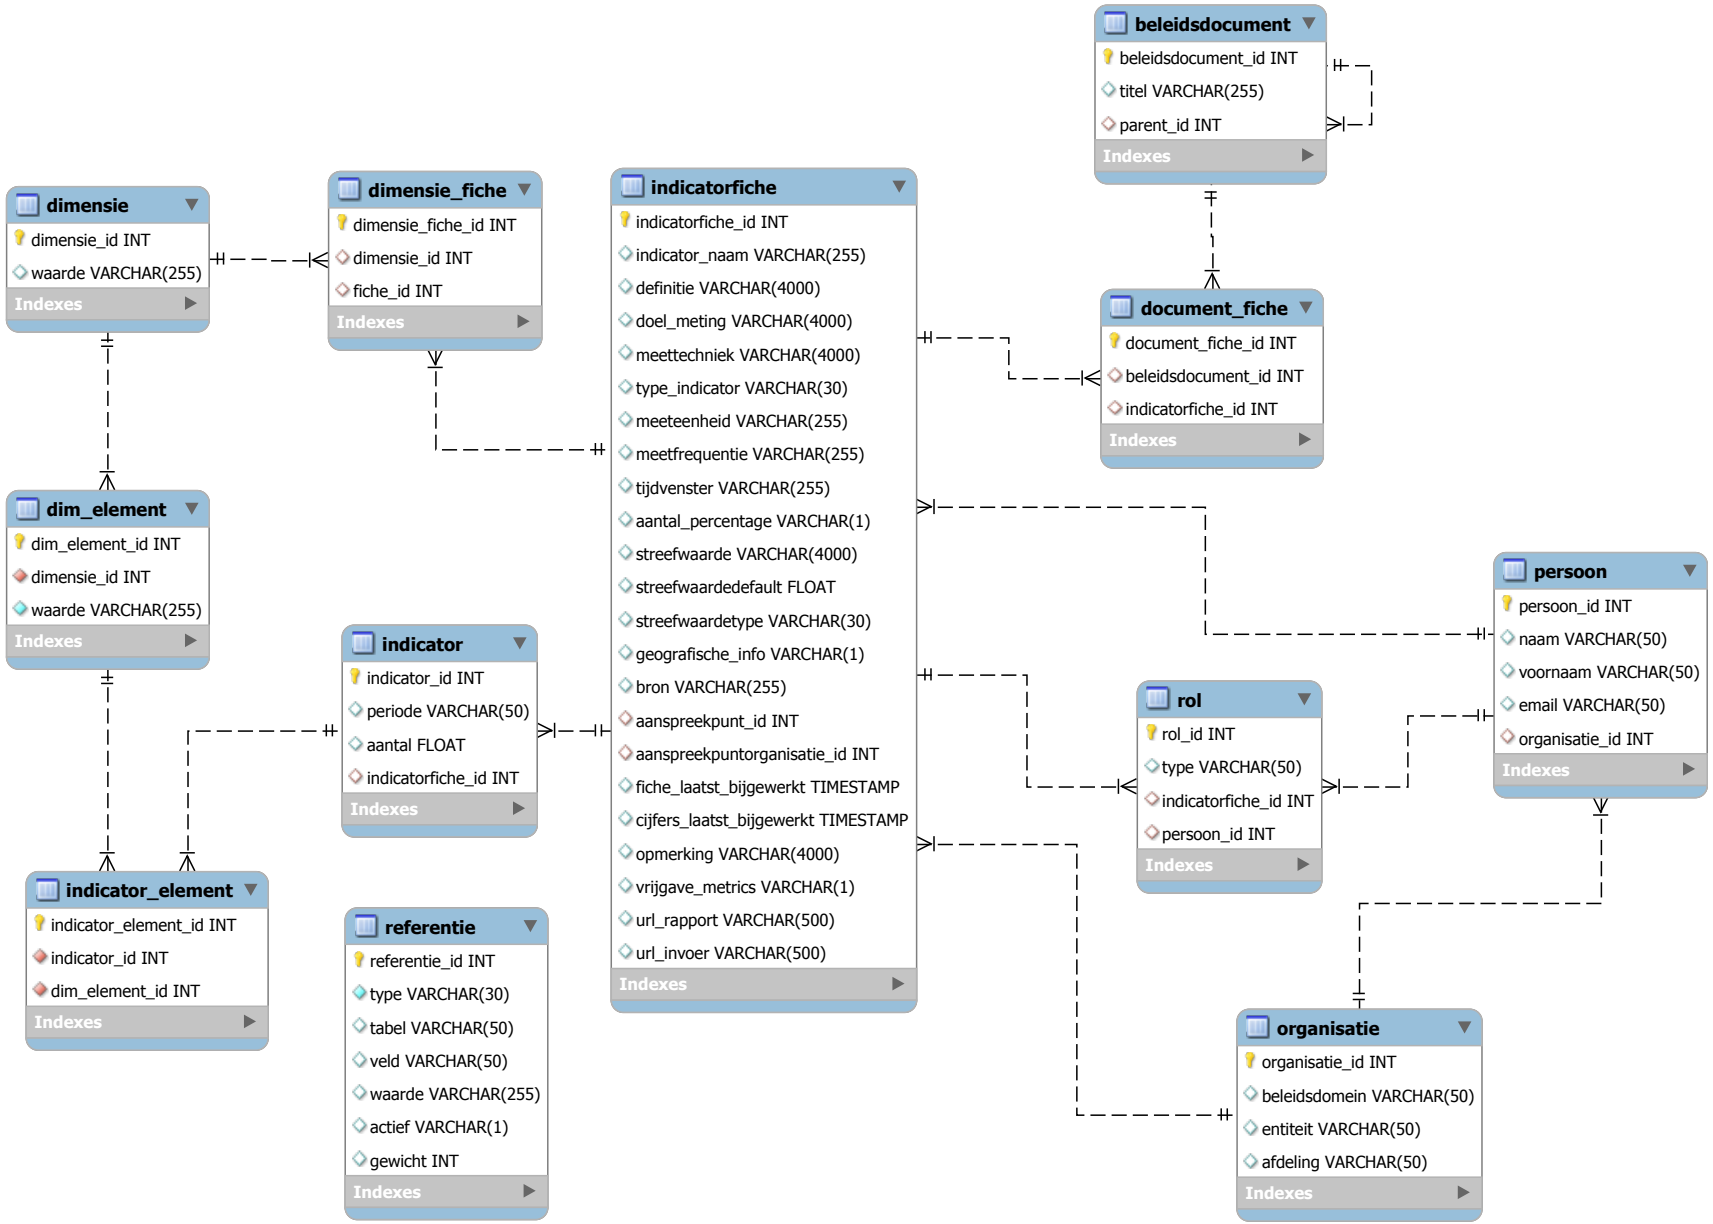 beleidsdocument
beleidsdocument_id INT
titel VARCHAR(255)
parent_id INT
Indexes
dimensie
dimensie_id INT
waarde VARCHAR(255)
Indexes
dimensie_fiche
dimensie_fiche_id INT
dimensie_id INT
fiche_id INT
Indexes
indicatorfiche
indicatorfiche_id INT
indicator_naam VARCHAR(255)
definitie VARCHAR(4000)
doel_meting VARCHAR(4000)
meettechniek VARCHAR(4000)
type_indicator VARCHAR(30)
meeteenheid VARCHAR(255)
meetfrequentie VARCHAR(255)
tijdvenster VARCHAR(255)
aantal_percentage VARCHAR(1)
streefwaarde VARCHAR(4000)
streefwaardedefault FLOAT
streefwaardetype VARCHAR(30)
geografische_info VARCHAR(1)
bron VARCHAR(255)
aanspreekpunt_id INT
aanspreekpuntorganisatie_id INT
fiche_laatst_bijgewerkt TIMESTAMP
cijfers_laatst_bijgewerkt TIMESTAMP
opmerking VARCHAR(4000)
vrijgave_metrics VARCHAR(1)
url_rapport VARCHAR(500)
url_invoer VARCHAR(500)
Indexes
document_fiche
document_fiche_id INT
beleidsdocument_id INT
indicatorfiche_id INT
Indexes
dim_element
dim_element_id INT
dimensie_id INT
waarde VARCHAR(255)
Indexes
indicator
indicator_id INT
periode VARCHAR(50)
aantal FLOAT
indicatorfiche_id INT
Indexes
persoon
persoon_id INT
naam VARCHAR(50)
voornaam VARCHAR(50)
email VARCHAR(50)
organisatie_id INT
Indexes
rol
rol_id INT
type VARCHAR(50)
indicatorfiche_id INT
persoon_id INT
Indexes
indicator_element
indicator_element_id INT
indicator_id INT
dim_element_id INT
Indexes
referentie
referentie_id INT
type VARCHAR(30)
tabel VARCHAR(50)
veld VARCHAR(50)
waarde VARCHAR(255)
actief VARCHAR(1)
gewicht INT
Indexes
organisatie
organisatie_id INT
beleidsdomein VARCHAR(50)
entiteit VARCHAR(50)
afdeling VARCHAR(50)
Indexes